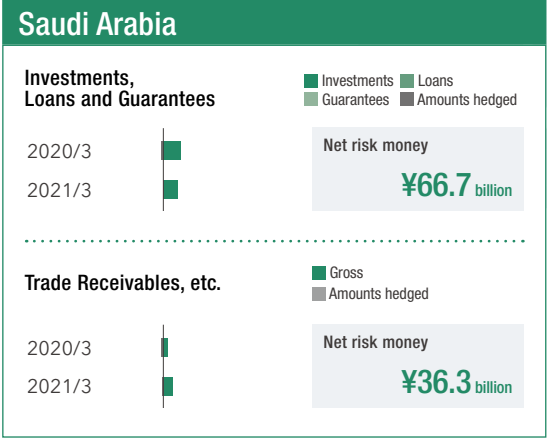 Saudi Arabia
Investments,
Loans and Guarantees
Investments Loans
Guarantees Amounts hedged
2020/3
2021/3
Net risk money
¥66.7 billion
Trade Receivables, etc.
Gross
Amounts hedged
2020/3
2021/3
Net risk money
¥36.3 billion